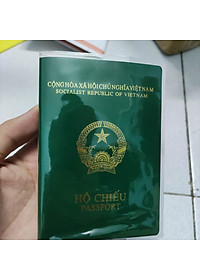 CỘNG HÒA XÃ HỘI CHỦ NGHĨA VIỆT NAM
SOCIALIST REPUBLIC OF VIETNAM
HỘ CHIẾU
PASSPORT